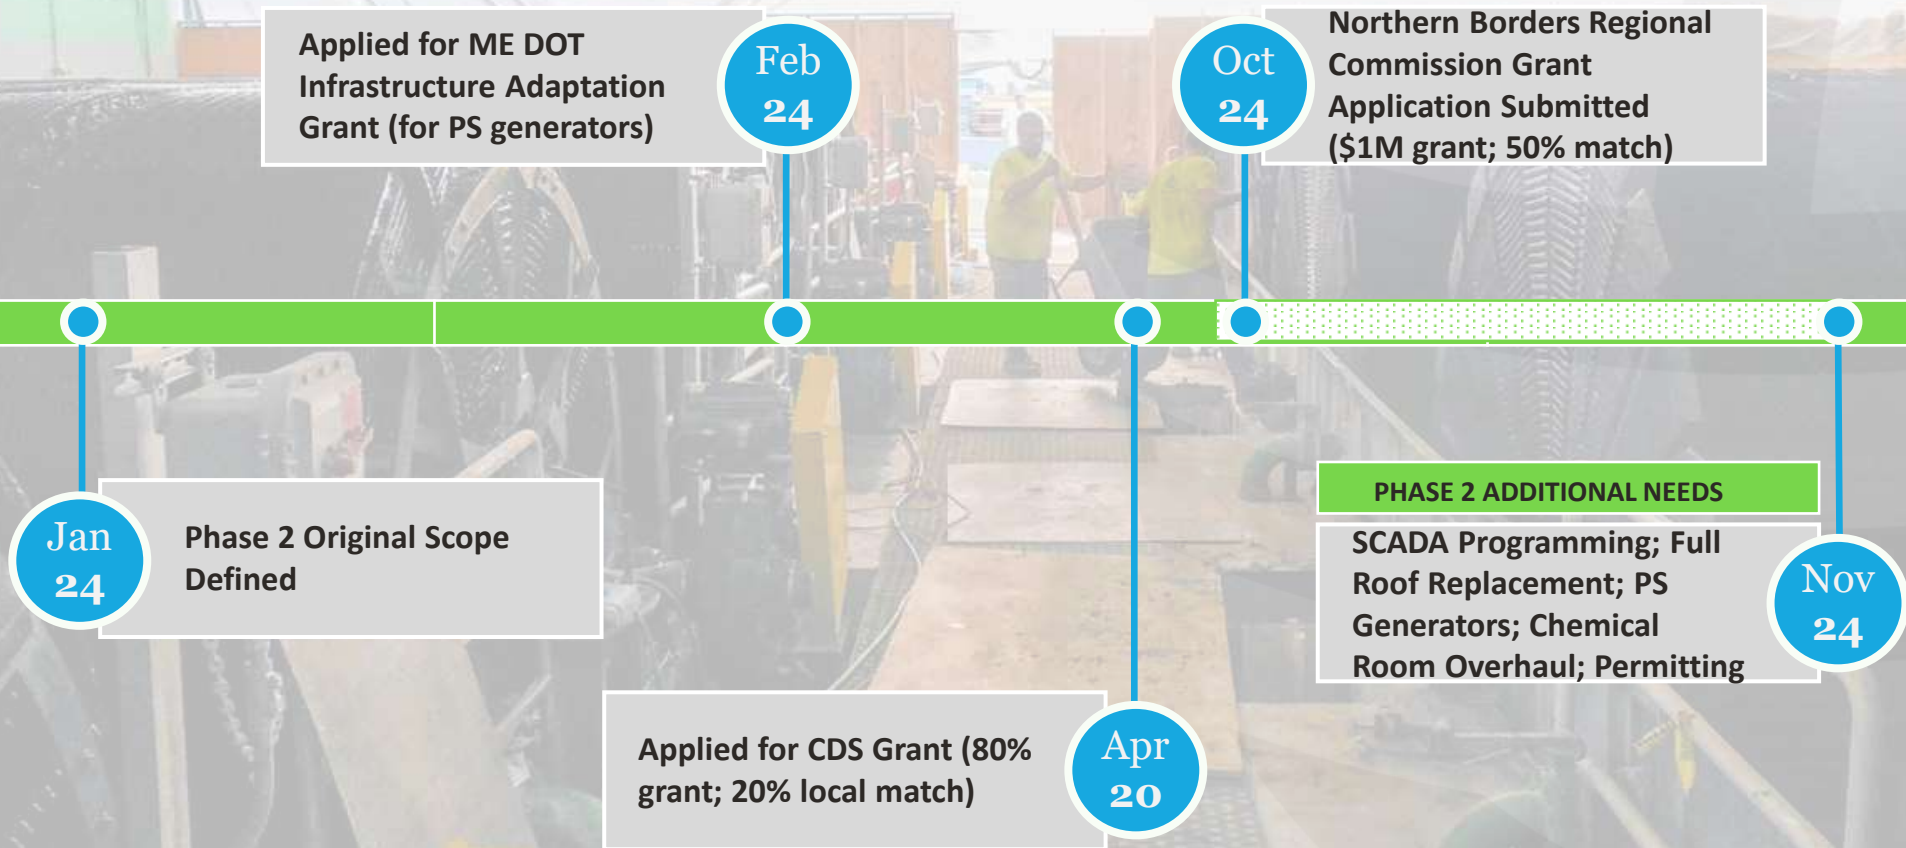 Applied for ME DOT
Infrastructure Adaptation
Grant (for PS generators)
Feb
24
Oct
24
Northern Borders Regional
Commission Grant
Application Submitted
($1M grant; 50% match)
Jan
24
Phase 2 Original Scope
Defined
PHASE 2 ADDITIONAL NEEDS
SCADA Programming; Full
Roof Replacement; PS
Generators; Chemical
Room Overhaul; Permitting
Nov
24
Applied for CDS Grant (80%
grant; 20% local match)
Apr
20